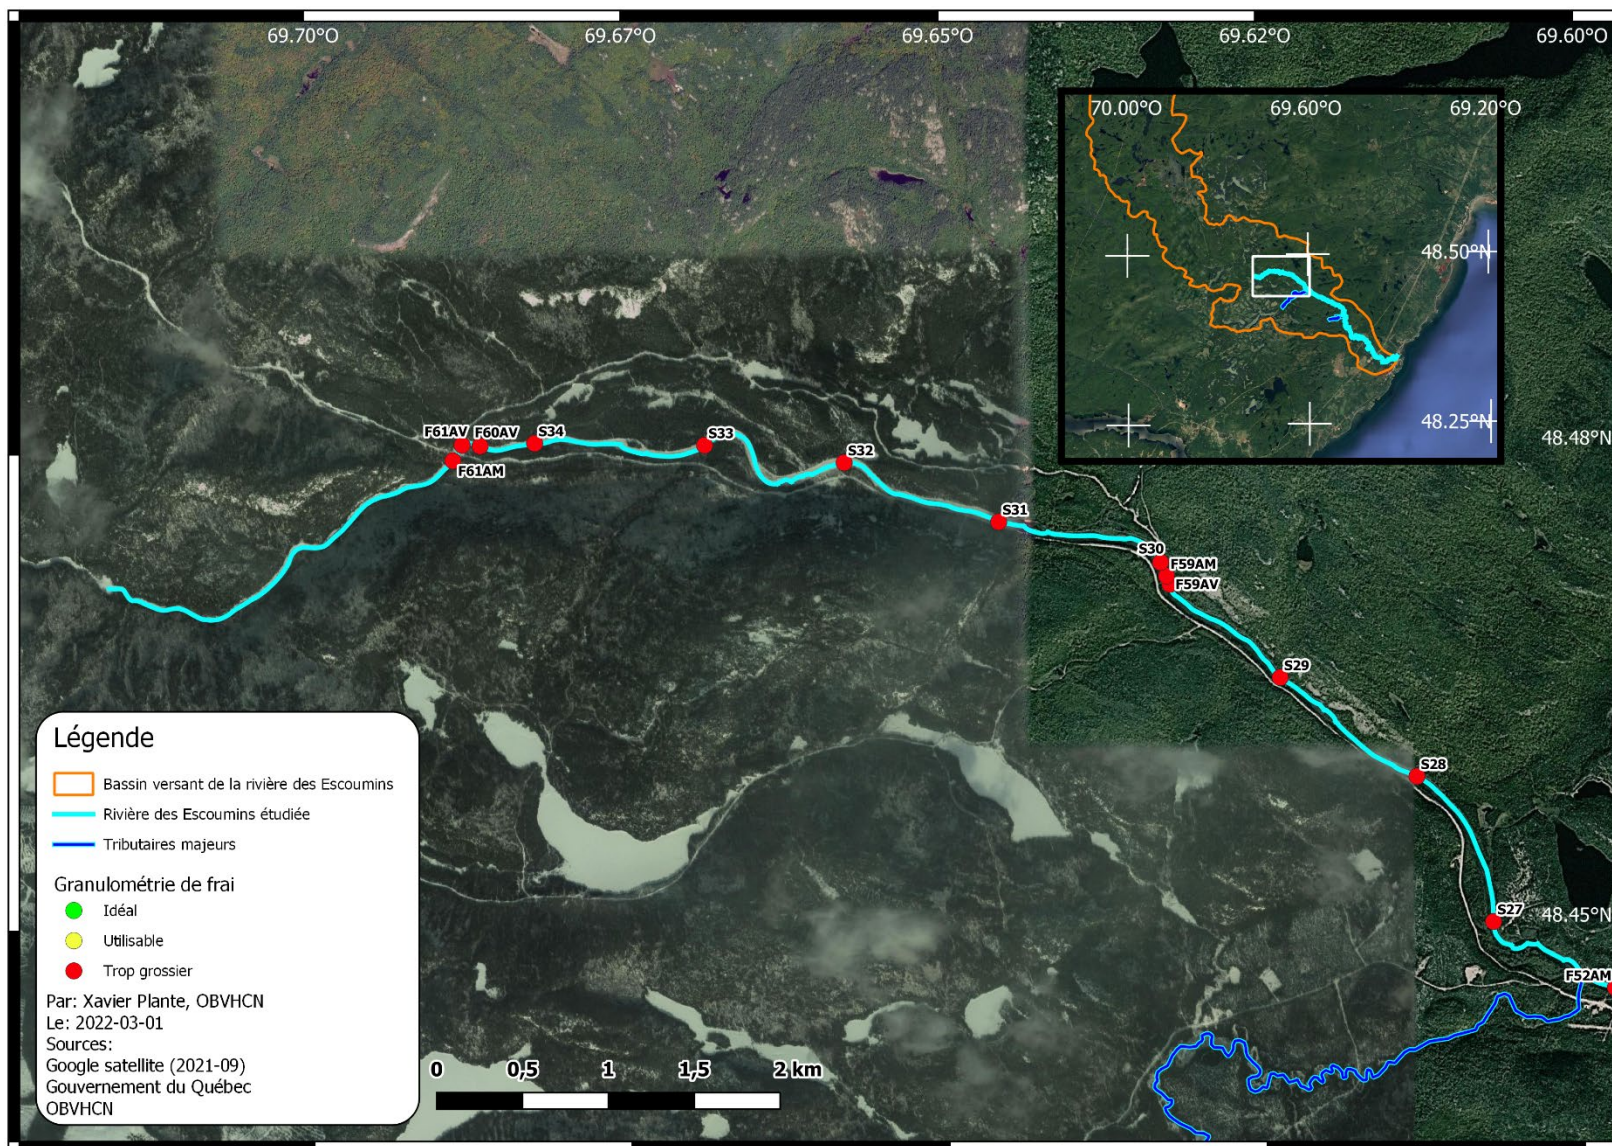 69.70°O
69.67°O
69.65°O
69.62°O
69.60°O
70.00°O
69.60°O
69.20°O
48.50°N
48.25°N
48.48°N
F61AV
F60AV
S34
S33
F61AM
S32
S31
S30
F59AM
F59AV
S29
S28
S27
48.45°N
F52AM
Légende
Bassin versant de la rivière des Escoumins
Rivière des Escoumins étudiée
Tributaires majeurs
Granulométrie de frai
Idéal
Utilisable
Trop grossier
Par: Xavier Plante, OBVHCN
Le: 2022-03-01
Sources:
Google satellite (2021-09)
Gouvernement du Québec
OBVHCN
0 0,5 1 1,5 2 km